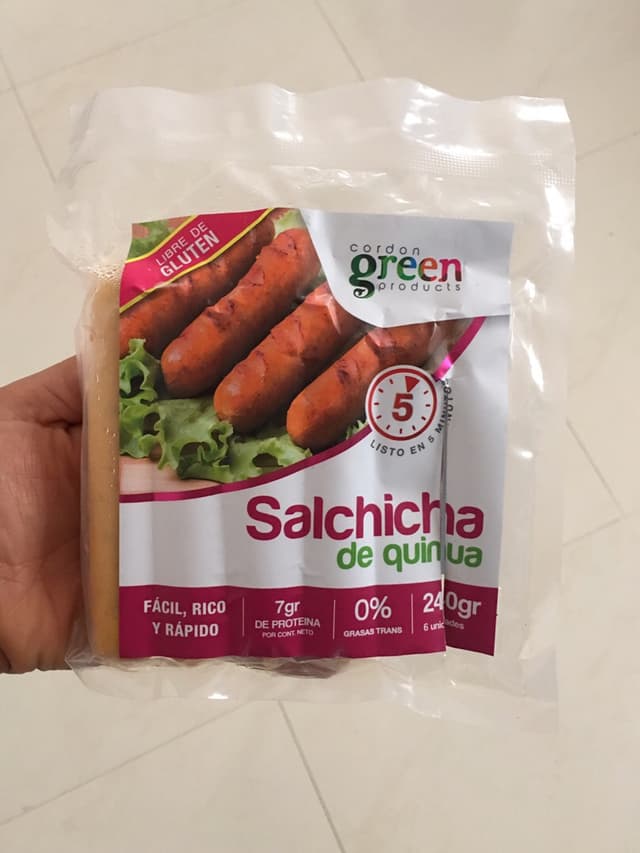 LIBRE DE
GLUTEN
cordon
green
products
5
LISTO EN 5 MINUTOS
Salchicha
de quinua
FÁCIL, RICO
Y RÁPIDO
7gr
DE PROTEINA
POR CONT. NETO
0%
GRASAS TRANS
240gr
6 unidades